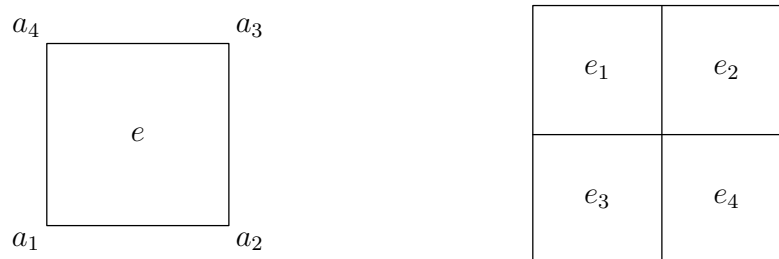 a₄ a₃
e₁ e₂
e
e₃ e₄
a₁ a₂